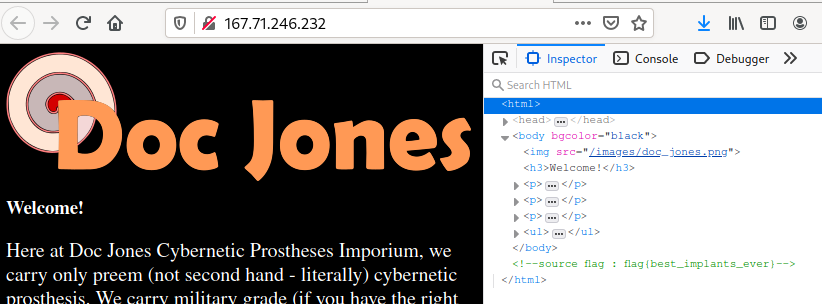 167.71.246.232
Doc Jones
Welcome!
Here at Doc Jones Cybernetic Prostheses Imporium, we
carry only preem (not second hand - literally) cybernetic
prosthesis. We carry military grade (if you have the right
Inspector Console Debugger
Search HTML
<html>
<head> </head>
<body bgcolor="black">
<img src="/images/doc_jones.png">
<h3>Welcome!</h3>
<p> </p>
<p> </p>
<p> </p>
<ul> </ul>
</body>
<!--source flag : flag{best_implants_ever}-->
</html>